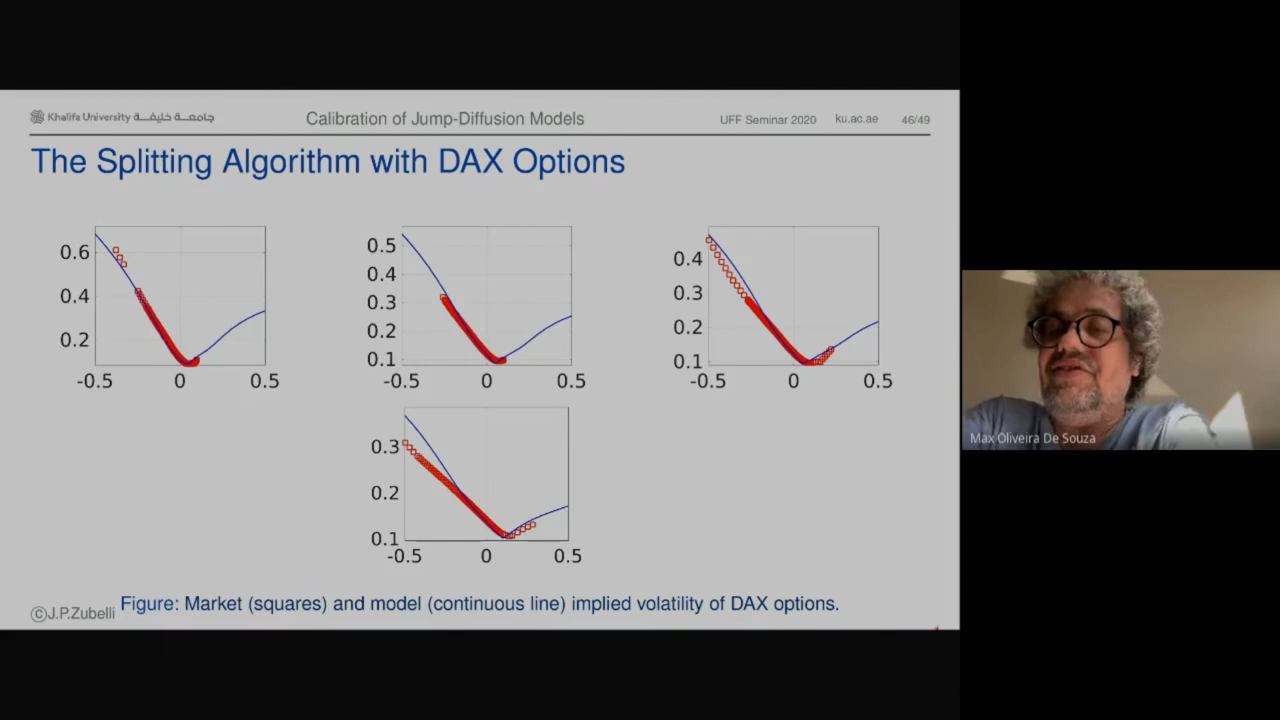 Khalifa University جامعة خليفة
Calibration of Jump-Diffusion Models
UFF Seminar 2020
ku.ac.ae
46/49
The Splitting Algorithm with DAX Options
0.6
0.4
0.2
-0.5 0 0.5
0.5
0.4
0.3
0.2
0.1
-0.5 0 0.5
0.4
0.3
0.2
0.1
-0.5 0 0.5
0.3
0.2
0.1
-0.5 0 0.5
Max Oliveira De Souza
Figure: Market (squares) and model (continuous line) implied volatility of DAX options.
©J.P.Zubelli